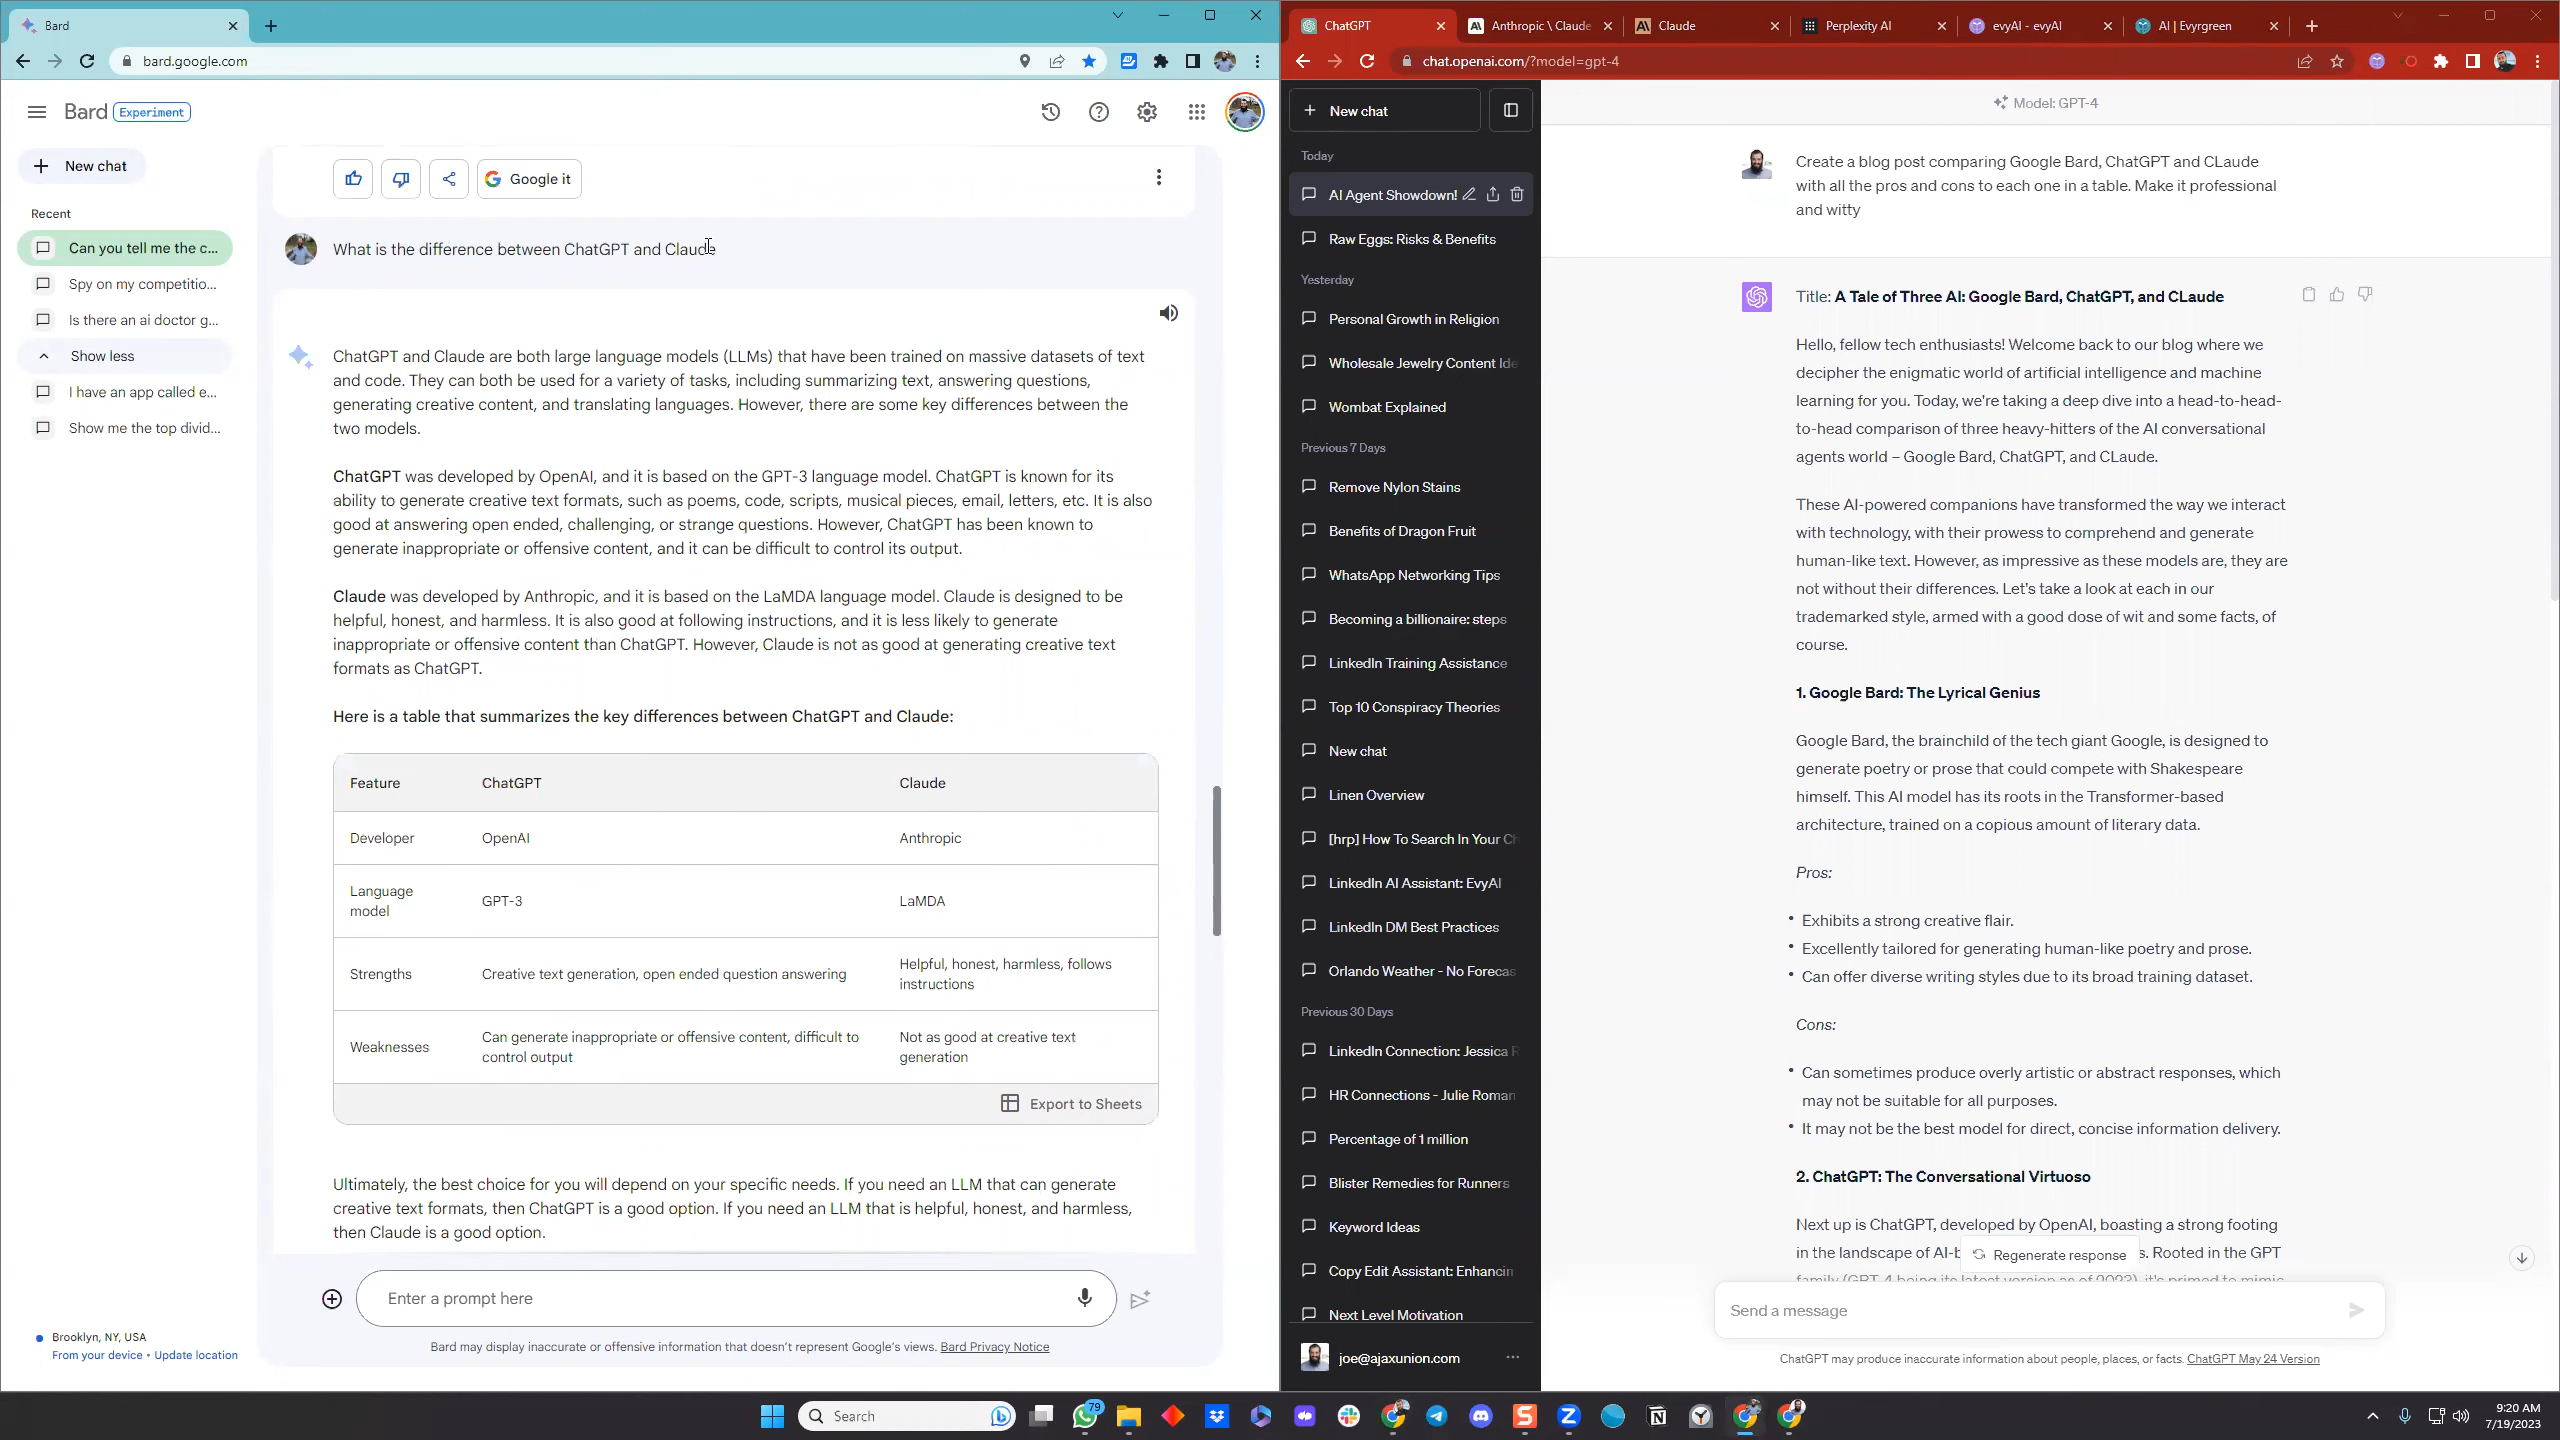 Bard
bard.google.com
Bard Experiment
New chat
Recent
Can you tell me the c...
Spy on my competitio...
Is there an ai doctor g...
Show less
I have an app called e...
Show me the top divid...
Brooklyn, NY, USA
From your device • Update location
Google it
What is the difference between ChatGPT and Claude
ChatGPT and Claude are both large language models (LLMs) that have been trained on massive datasets of text
and code. They can both be used for a variety of tasks, including summarizing text, answering questions,
generating creative content, and translating languages. However, there are some key differences between the
two models.
ChatGPT was developed by OpenAI, and it is based on the GPT-3 language model. ChatGPT is known for its
ability to generate creative text formats, such as poems, code, scripts, musical pieces, email, letters, etc. It is also
good at answering open ended, challenging, or strange questions. However, ChatGPT has been known to
generate inappropriate or offensive content, and it can be difficult to control its output.
Claude was developed by Anthropic, and it is based on the LaMDA language model. Claude is designed to be
helpful, honest, and harmless. It is also good at following instructions, and it is less likely to generate
inappropriate or offensive content than ChatGPT. However, Claude is not as good at generating creative text
formats as ChatGPT.
Here is a table that summarizes the key differences between ChatGPT and Claude:
Feature ChatGPT Claude
Developer OpenAI Anthropic
Language
model
GPT-3 LaMDA
Strengths Creative text generation, open ended question answering
Helpful, honest, harmless, follows
instructions
Weaknesses
Can generate inappropriate or offensive content, difficult to
control output
Not as good at creative text
generation
Export to Sheets
Ultimately, the best choice for you will depend on your specific needs. If you need an LLM that can generate
creative text formats, then ChatGPT is a good option. If you need an LLM that is helpful, honest, and harmless,
then Claude is a good option.
Enter a prompt here
Bard may display inaccurate or offensive information that doesn't represent Google's views. Bard Privacy Notice
ChatGPT
Anthropic \ Claude
Claude
Perplexity AI
evyAI - evyAI
AI | Evyrgreen
chat.openai.com/?model=gpt-4
New chat
Today
AI Agent Showdown!
Raw Eggs: Risks & Benefits
Yesterday
Personal Growth in Religion
Wholesale Jewelry Content Ide
Wombat Explained
Previous 7 Days
Remove Nylon Stains
Benefits of Dragon Fruit
WhatsApp Networking Tips
Becoming a billionaire: steps
LinkedIn Training Assistance
Top 10 Conspiracy Theories
New chat
Linen Overview
[hrp] How To Search In Your Ch
LinkedIn AI Assistant: EvyAI
LinkedIn DM Best Practices
Orlando Weather - No Forecas
Previous 30 Days
LinkedIn Connection: Jessica R
HR Connections - Julie Roman
Percentage of 1 million
Blister Remedies for Runners
Keyword Ideas
Copy Edit Assistant: Enhancin
Next Level Motivation
joe@ajaxunion.com
Model: GPT-4
Create a blog post comparing Google Bard, ChatGPT and CLaude
with all the pros and cons to each one in a table. Make it professional
and witty
Title: A Tale of Three AI: Google Bard, ChatGPT, and CLaude
Hello, fellow tech enthusiasts! Welcome back to our blog where we
decipher the enigmatic world of artificial intelligence and machine
learning for you. Today, we're taking a deep dive into a head-to-head-
to-head comparison of three heavy-hitters of the AI conversational
agents world – Google Bard, ChatGPT, and CLaude.
These AI-powered companions have transformed the way we interact
with technology, with their prowess to comprehend and generate
human-like text. However, as impressive as these models are, they are
not without their differences. Let's take a look at each in our
trademarked style, armed with a good dose of wit and some facts, of
course.
1. Google Bard: The Lyrical Genius
Google Bard, the brainchild of the tech giant Google, is designed to
generate poetry or prose that could compete with Shakespeare
himself. This AI model has its roots in the Transformer-based
architecture, trained on a copious amount of literary data.
Pros:
• Exhibits a strong creative flair.
• Excellently tailored for generating human-like poetry and prose.
• Can offer diverse writing styles due to its broad training dataset.
Cons:
• Can sometimes produce overly artistic or abstract responses, which
may not be suitable for all purposes.
• It may not be the best model for direct, concise information delivery.
2. ChatGPT: The Conversational Virtuoso
Next up is ChatGPT, developed by OpenAI, boasting a strong footing
in the landscape of AI-b s. Rooted in the GPT
family (GPT-4 being its latest version as of 2023), it's primed to mimic
Regenerate response
Send a message
ChatGPT may produce inaccurate information about people, places, or facts. ChatGPT May 24 Version
Search
79
9:20 AM
7/19/2023